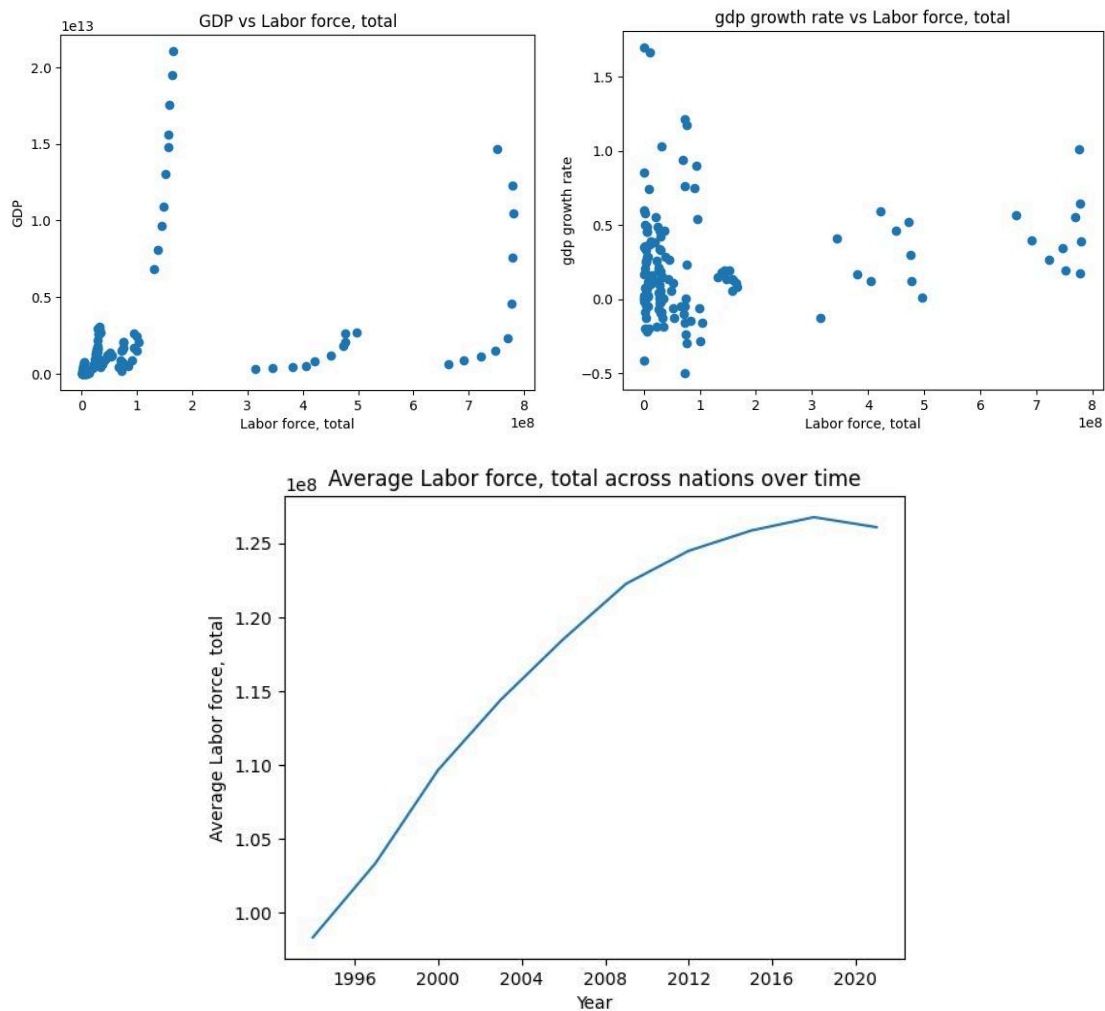 GDP vs Labor force, total
1e13
2.0
1.5
1.0
0.5
0.0
GDP
0 1 2 3 4 5 6 7 8
1e8
Labor force, total
gdp growth rate vs Labor force, total
1.5
1.0
0.5
0.0
−0.5
gdp growth rate
0 1 2 3 4 5 6 7 8
1e8
Labor force, total
Average Labor force, total across nations over time
1e8
1.25
1.20
1.15
1.10
1.05
1.00
Average Labor force, total
1996 2000 2004 2008 2012 2016 2020
Year